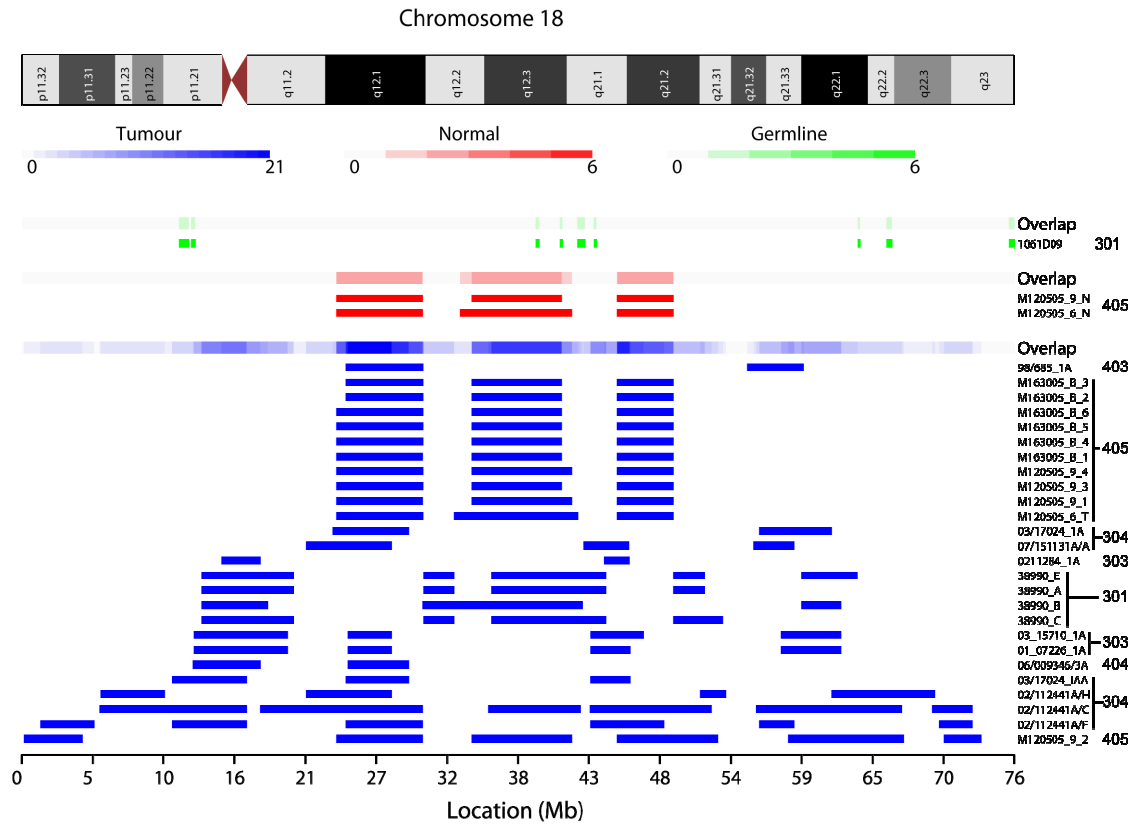 Chromosome 18
p11.32 p11.31 p11.23 p11.22 p11.21 q11.2 q12.1 q12.2 q12.3 q21.1 q21.2 q21.31 q21.32 q21.33 q22.1 q22.2 q22.3 q23
Tumour Normal Germline
0 21 0 6 0 6
Overlap
1061D09 301
Overlap
M120505_9_N
405
M120505_6_N
Overlap
98/685_1A 403
M163005_B_3
M163005_B_2
M163005_B_6
M163005_B_5
M163005_B_4
405
M163005_B_1
M120505_9_4
M120505_9_3
M120505_9_1
M120505_6_T
03/17024_1A
304
07/151131A/A
0211284_1A 303
38990_E
38990_A
301
38990_B
38990_C
03_15710_1A
303
01_07226_1A
06/009346/3A 404
03/17024_IAA
02/112441A/H
304
02/112441A/C
02/112441A/F
M120505_9_2 405
0 5 10 16 21 27 32 38 43 48 54 59 65 70 76
Location (Mb)